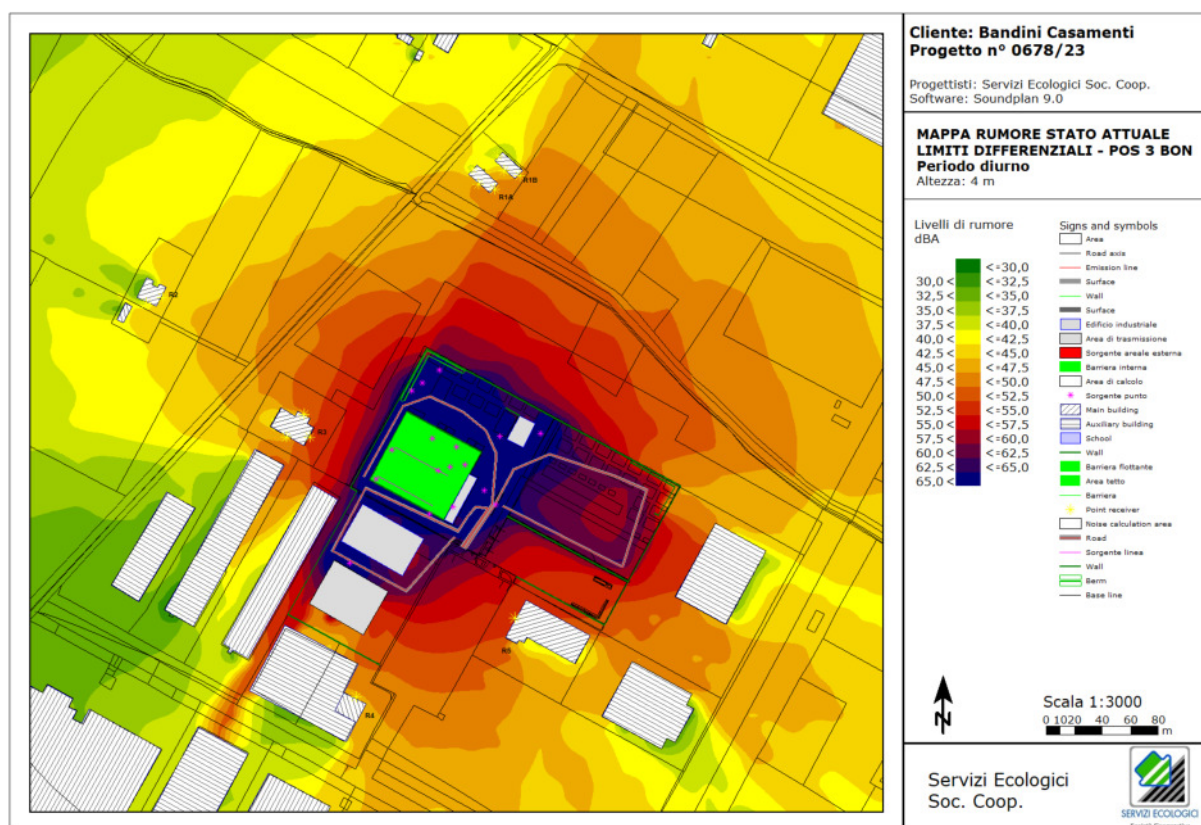 Cliente: Bandini Casamenti
Progetto n° 0678/23
Progettisti: Servizi Ecologici Soc. Coop.
Software: Soundplan 9.0
MAPPA RUMORE STATO ATTUALE
LIMITI DIFFERENZIALI - POS 3 BON
Periodo diurno
Altezza: 4 m
Livelli di rumore
dBA
<=30,0
30,0 < <=32,5
32,5 < <=35,0
35,0 < <=37,5
37,5 < <=40,0
40,0 < <=42,5
42,5 < <=45,0
45,0 < <=47,5
47,5 < <=50,0
50,0 < <=52,5
52,5 < <=55,0
55,0 < <=57,5
57,5 < <=60,0
60,0 < <=62,5
62,5 < <=65,0
65,0 <
Signs and symbols
Area
Road axis
Emission line
Surface
Wall
Surface
Edificio industriale
Area di trasmissione
Sorgente areale esterna
Barriera interna
Area di calcolo
Sorgente punto
Main building
Auxiliary building
School
Wall
Barriera flottante
Area tetto
Barriera
Point receiver
Noise calculation area
Road
Sorgente linea
Wall
Berm
Base line
R1B
R1A
R2
R3
R5
R4
N
Scala 1:3000
0 1020 40 60 80
m
Servizi Ecologici
Soc. Coop.
SERVIZI ECOLOGICI